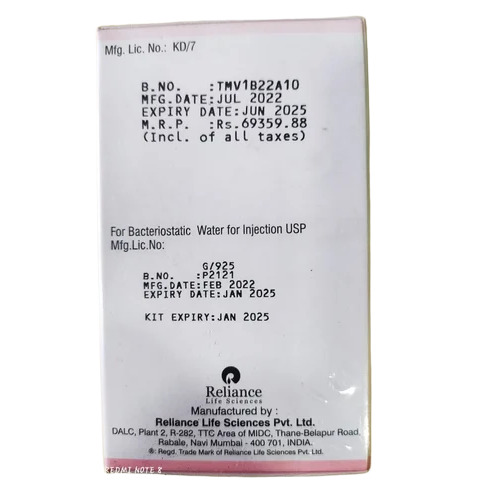 Mfg. Lic. No.: KD/7
B.NO. :TMV1B22A10
MFG.DATE:JUL 2022
EXPIRY DATE:JUN 2025
M.R.P. :Rs.69359.88
(Incl. of all taxes)
For Bacteriostatic Water for Injection USP
Mfg.Lic.No:
G/925
B.NO. :P2121
MFG.DATE:FEB 2022
EXPIRY DATE:JAN 2025
KIT EXPIRY:JAN 2025
Reliance
Life Sciences
Manufactured by :
Reliance Life Sciences Pvt. Ltd.
DALC, Plant 2, R-282, TTC Area of MIDC, Thane-Belapur Road,
Rabale, Navi Mumbai - 400 701, INDIA.
®: Regd. Trade Mark of Reliance Life Sciences Pvt. Ltd.
REDMI NOTE 8